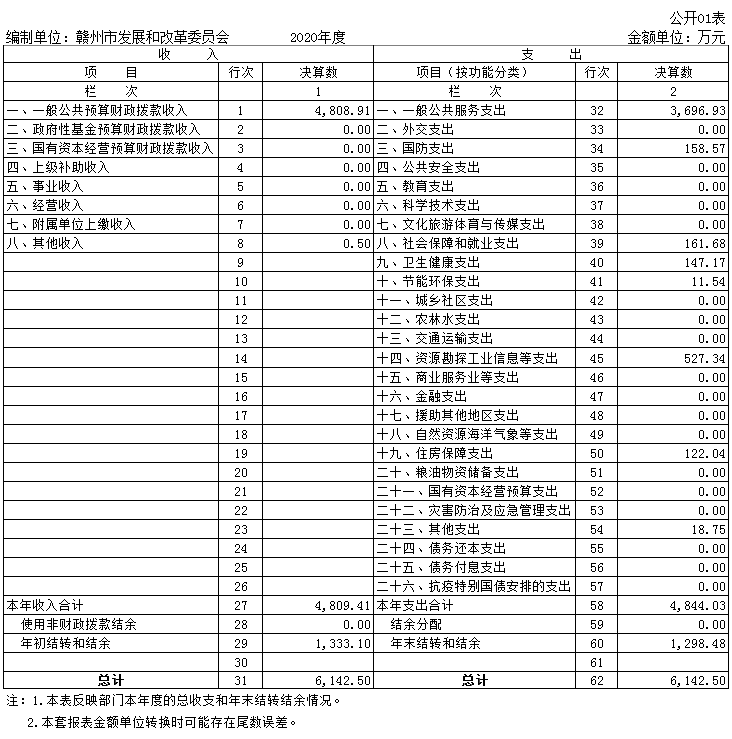 公开01表
编制单位：赣州市发展和改革委员会 2020年度 金额单位：万元
收 入 支 出
项 目 行次 决算数 项目（按功能分类） 行次 决算数
栏 次 1 栏 次 2
一、一般公共预算财政拨款收入 1 4,808.91 一、一般公共服务支出 32 3,696.93
二、政府性基金预算财政拨款收入 2 0.00 二、外交支出 33 0.00
三、国有资本经营预算财政拨款收入 3 0.00 三、国防支出 34 158.57
四、上级补助收入 4 0.00 四、公共安全支出 35 0.00
五、事业收入 5 0.00 五、教育支出 36 0.00
六、经营收入 6 0.00 六、科学技术支出 37 0.00
七、附属单位上缴收入 7 0.00 七、文化旅游体育与传媒支出 38 0.00
八、其他收入 8 0.50 八、社会保障和就业支出 39 161.68
9 九、卫生健康支出 40 147.17
10 十、节能环保支出 41 11.54
11 十一、城乡社区支出 42 0.00
12 十二、农林水支出 43 0.00
13 十三、交通运输支出 44 0.00
14 十四、资源勘探工业信息等支出 45 527.34
15 十五、商业服务业等支出 46 0.00
16 十六、金融支出 47 0.00
17 十七、援助其他地区支出 48 0.00
18 十八、自然资源海洋气象等支出 49 0.00
19 十九、住房保障支出 50 122.04
20 二十、粮油物资储备支出 51 0.00
21 二十一、国有资本经营预算支出 52 0.00
22 二十二、灾害防治及应急管理支出 53 0.00
23 二十三、其他支出 54 18.75
24 二十四、债务还本支出 55 0.00
25 二十五、债务付息支出 56 0.00
26 二十六、抗疫特别国债安排的支出 57 0.00
本年收入合计 27 4,809.41 本年支出合计 58 4,844.03
使用非财政拨款结余 28 0.00 结余分配 59 0.00
年初结转和结余 29 1,333.10 年末结转和结余 60 1,298.48
30 61
总计 31 6,142.50 总计 62 6,142.50
注：1.本表反映部门本年度的总收支和年末结转结余情况。
2.本套报表金额单位转换时可能存在尾数误差。